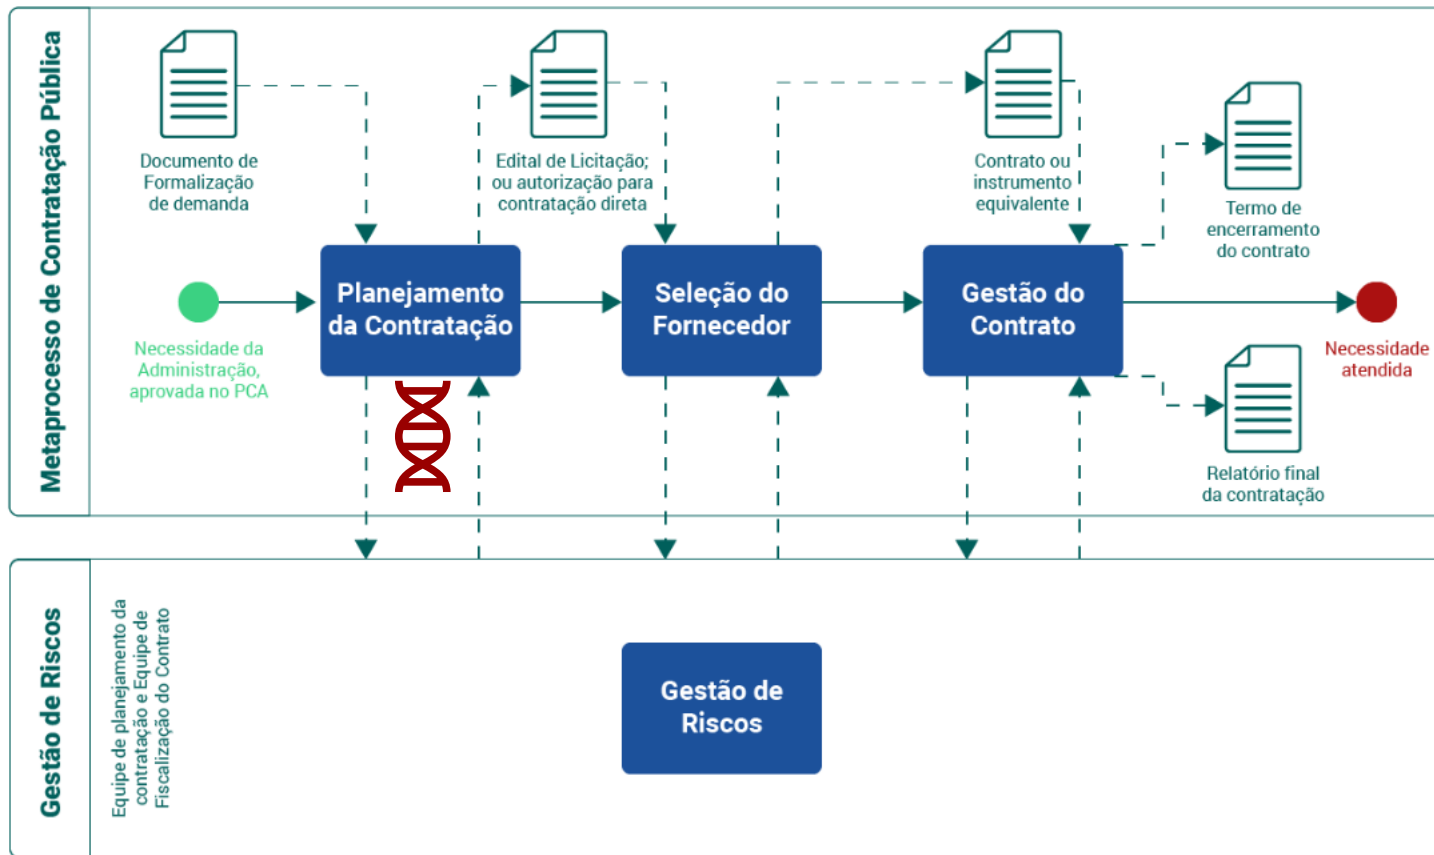 Metaprocesso de Contratação Pública
Documento de
Formalização
de demanda
Edital de Licitação;
ou autorização para
contratação direta
Contrato ou
instrumento
equivalente
Termo de
encerramento
do contrato
Necessidade da
Administração,
aprovada no PCA
Planejamento
da Contratação
Seleção do
Fornecedor
Gestão do
Contrato
Necessidade
atendida
Relatório final
da contratação
Gestão de Riscos
Equipe de planejamento da
contratação e Equipe de
Fiscalização do Contrato
Gestão de
Riscos